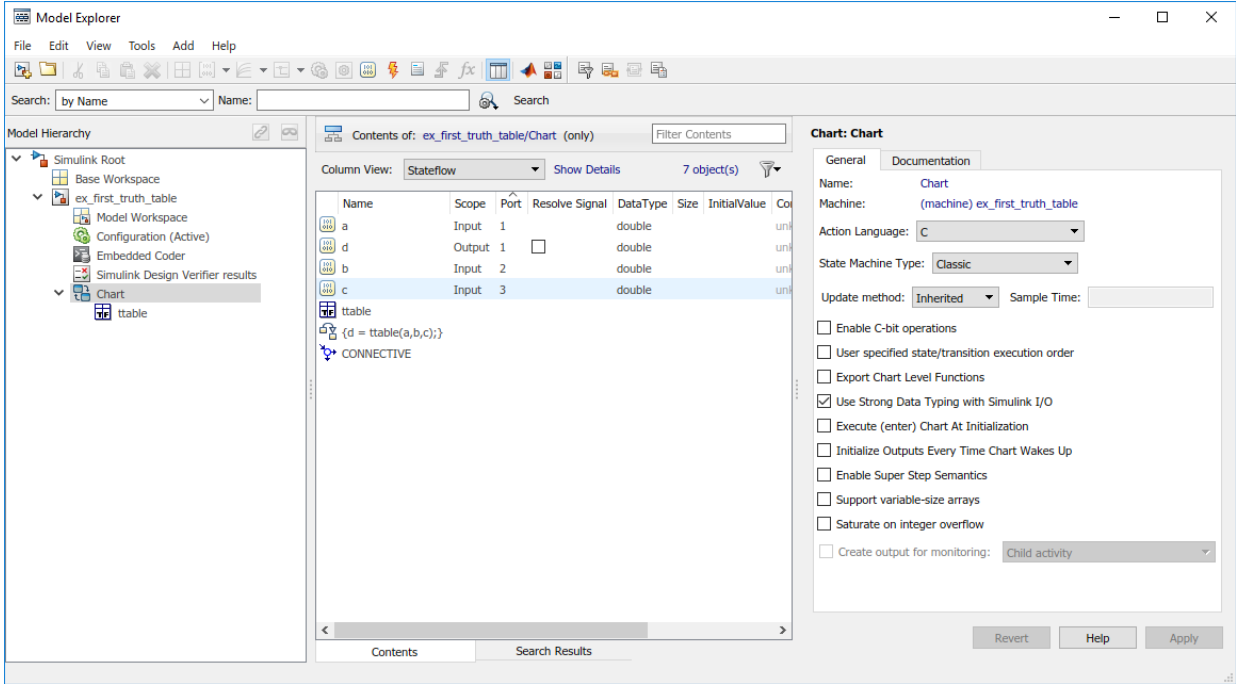 Model Explorer
File Edit View Tools Add Help
Search: by Name Name: Search
Model Hierarchy
Simulink Root
Base Workspace
ex_first_truth_table
Model Workspace
Configuration (Active)
Embedded Coder
Simulink Design Verifier results
Chart
ttable
Contents of: ex_first_truth_table/Chart (only) Filter Contents
Column View: Stateflow Show Details 7 object(s)
Name Scope Port Resolve Signal DataType Size InitialValue Co
a Input 1 double
d Output 1 double
b Input 2 double
c Input 3 double
ttable
{d = ttable(a,b,c);}
CONNECTIVE
Contents Search Results
Chart: Chart
General Documentation
Name: Chart
Machine: (machine) ex_first_truth_table
Action Language: C
State Machine Type: Classic
Update method: Inherited Sample Time:
Enable C-bit operations
User specified state/transition execution order
Export Chart Level Functions
Use Strong Data Typing with Simulink I/O
Execute (enter) Chart At Initialization
Initialize Outputs Every Time Chart Wakes Up
Enable Super Step Semantics
Support variable-size arrays
Saturate on integer overflow
Create output for monitoring: Child activity
Revert Help Apply